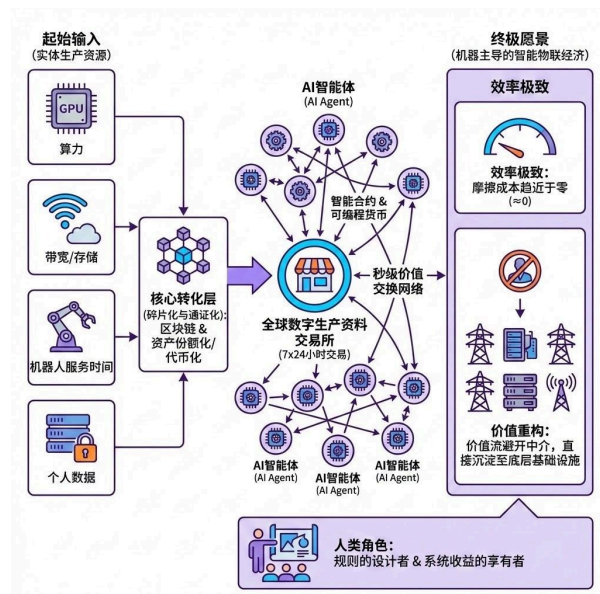 起始输入
(实体生产资源)
GPU
算力
带宽/存储
机器人服务时间
个人数据
核心转化层
(碎片化与通证化):
区块链 &
资产份额化/
代币化
AI智能体
(AI Agent)
智能合约 &
可编程货币
全球数字生产资料
交易所
(7x24小时交易)
秒级价值
交换网络
AI智能体
(AI Agent)
AI智能体
(AI Agent)
AI智能体
(AI Agent)
终极愿景
(机器主导的智能物联经济)
效率极致
效率极致:
摩擦成本趋近于零
(≈0)
价值重构:
价值流避开中介，直
接沉淀至底层基础设施
人类角色:
规则的设计者 & 系统收益的享有者